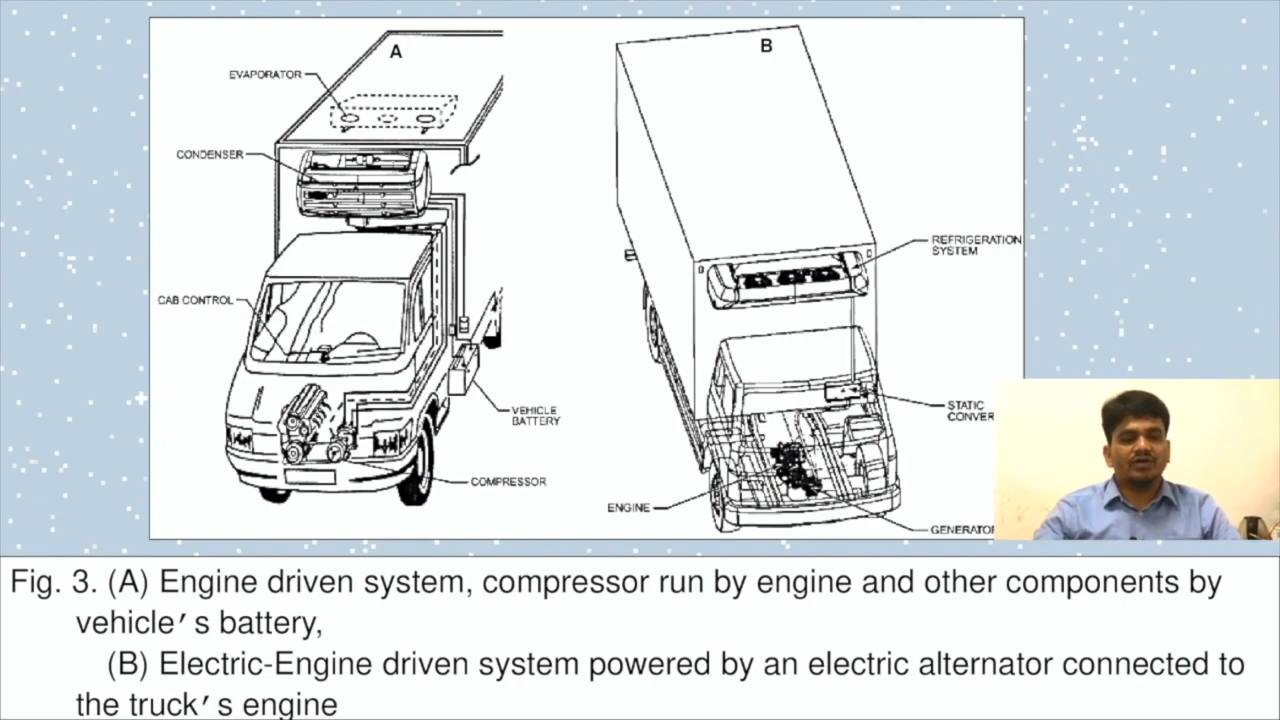 A
EVAPORATOR
CONDENSER
CAB CONTROL
VEHICLE
BATTERY
COMPRESSOR
B
REFRIGERATION
SYSTEM
STATIC
ENGINE
Fig. 3. (A) Engine driven system, compressor run by engine and other components by
vehicle′ s battery,
(B) Electric-Engine driven system powered by an electric alternator connected to
the truck′ s engine